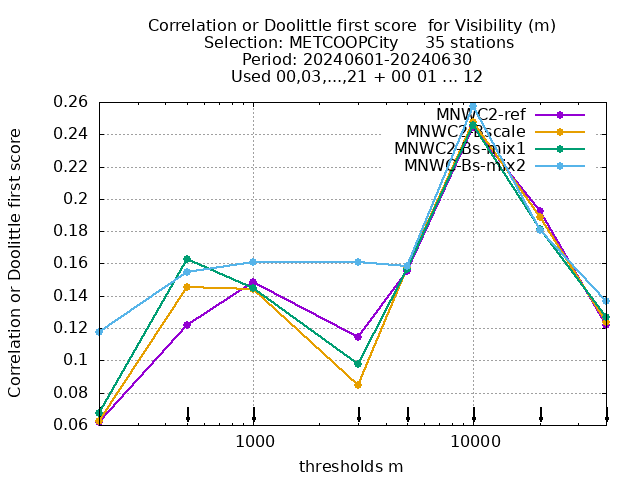 Correlation or Doolittle first score  for Visibility (m)
Selection: METCOOPCity     35 stations
Period: 20240601-20240630
Used 00,03,...,21 + 00 01 ... 12
Correlation or Doolittle first score
0.26
0.24
0.22
0.2
0.18
0.16
0.14
0.12
0.1
0.08
0.06
MNWC2-ref
MNWC2-Bscale
MNWC2-Bs-mix1
MNWC-Bs-mix2
1000
10000
thresholds m